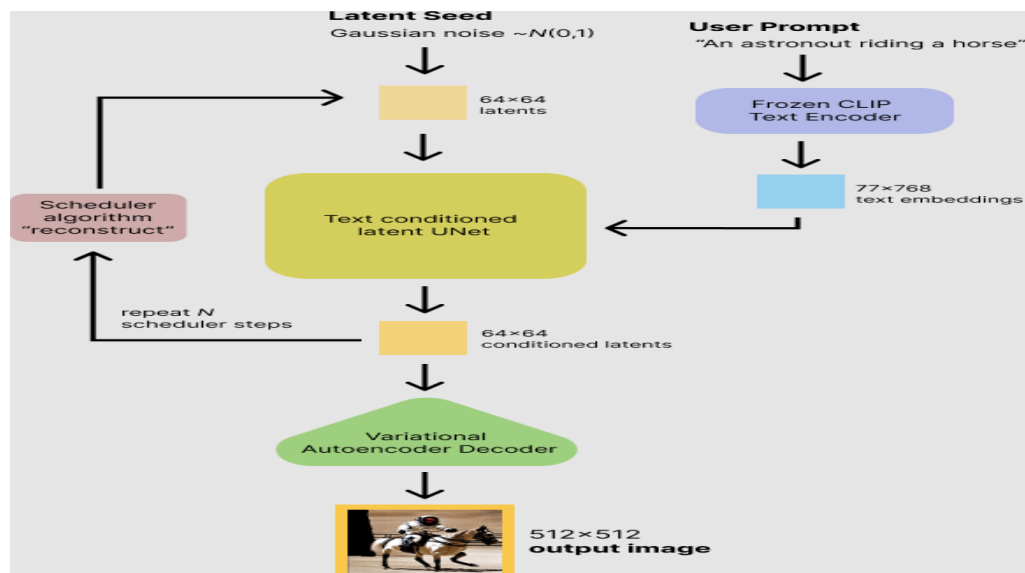 Latent Seed
Gaussian noise ~N(0,1)
User Prompt
“An astronout riding a horse”
64×64
latents
Frozen CLIP
Text Encoder
77×768
text embeddings
Scheduler
algorithm
“reconstruct”
Text conditioned
latent UNet
repeat N
scheduler steps
64×64
conditioned latents
Variational
Autoencoder Decoder
512×512
output image